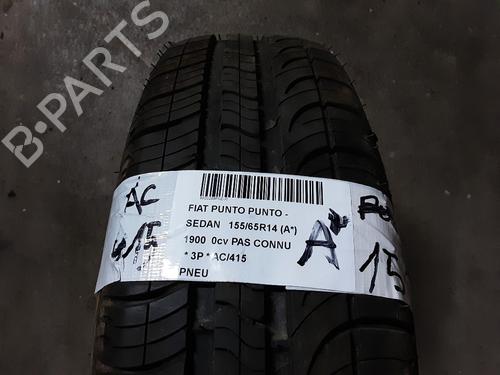 B-PARTS
AC
415
FIAT PUNTO PUNTO -
SEDAN 155/65R14 (A*)
1900 0cv PAS CONNU
* 3P * AC/415
PNEU
A*
15